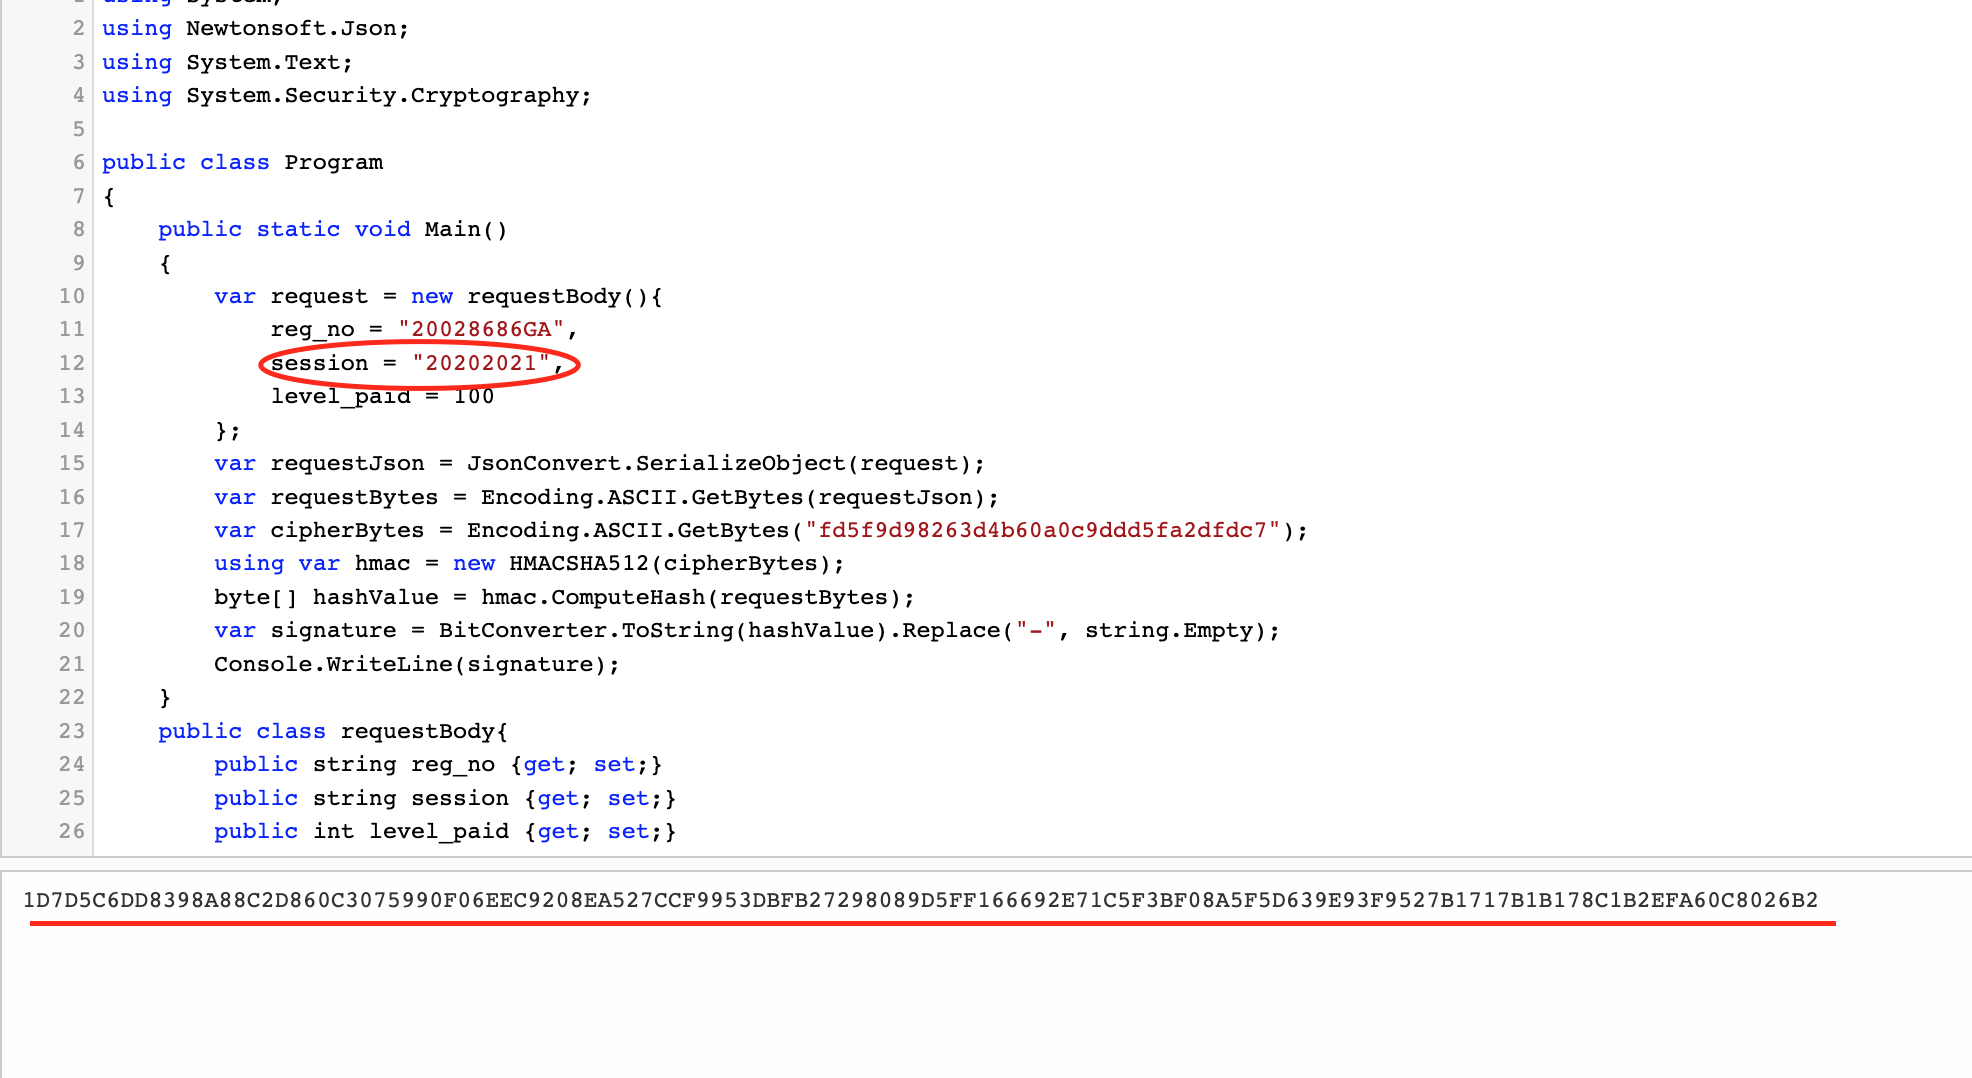 1 using System;
2 using Newtonsoft.Json;
3 using System.Text;
4 using System.Security.Cryptography;
5
6 public class Program
7 {
8     public static void Main()
9     {
10         var request = new requestBody(){
11             reg_no = "20028686GA",
12             session = "20202021",
13             level_paid = 100
14         };
15         var requestJson = JsonConvert.SerializeObject(request);
16         var requestBytes = Encoding.ASCII.GetBytes(requestJson);
17         var cipherBytes = Encoding.ASCII.GetBytes("fd5f9d98263d4b60a0c9ddd5fa2dfdc7");
18         using var hmac = new HMACSHA512(cipherBytes);
19         byte[] hashValue = hmac.ComputeHash(requestBytes);
20         var signature = BitConverter.ToString(hashValue).Replace("-", string.Empty);
21         Console.WriteLine(signature);
22     }
23     public class requestBody{
24         public string reg_no {get; set;}
25         public string session {get; set;}
26         public int level_paid {get; set;}
1D7D5C6DD8398A88C2D860C3075990F06EEC9208EA527CCF9953DBFB27298089D5FF166692E71C5F3BF08A5F5D639E93F9527B1717B1B178C1B2EFA60C8026B2